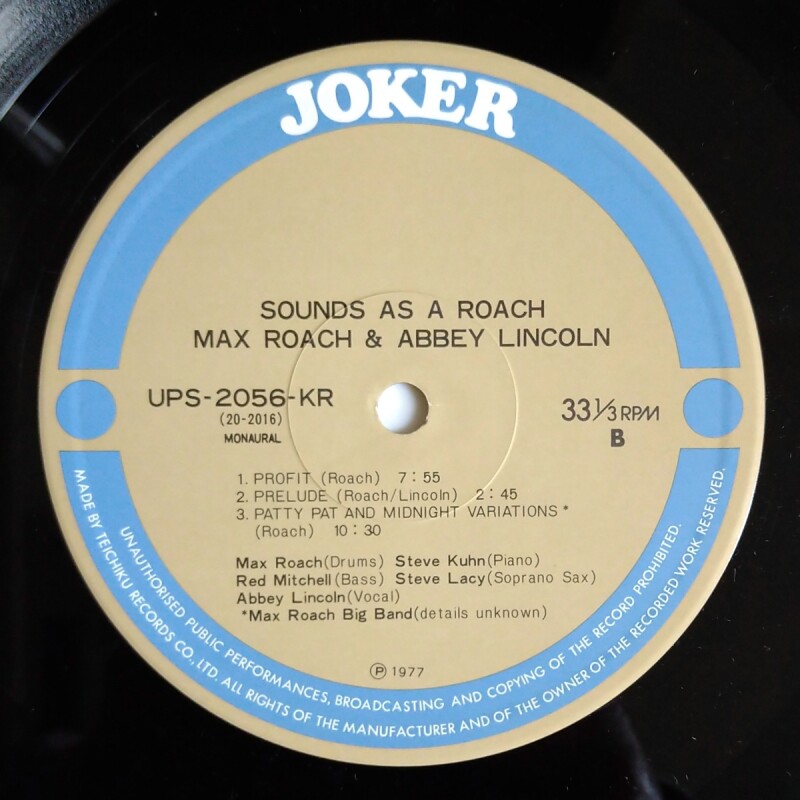 JOKER
SOUNDS AS A ROACH
MAX ROACH & ABBEY LINCOLN
UPS-2056-KR
(20-2016)
MONAURAL
33 1/3 RPM
B
1. PROFIT (Roach) 7:55
2. PRELUDE (Roach/Lincoln) 2:45
3. PATTY PAT AND MIDNIGHT VARIATIONS*
(Roach) 10:30
Max Roach(Drums) Steve Kuhn(Piano)
Red Mitchell(Bass) Steve Lacy(Soprano Sax)
Abbey Lincoln(Vocal)
*Max Roach Big Band(details unknown)
Ⓟ 1977
UNAUTHORISED PUBLIC PERFORMANCES, BROADCASTING AND COPYING OF THE RECORD PROHIBITED.
MADE BY TEICHIKU RECORDS CO., LTD. ALL RIGHTS OF THE MANUFACTURER AND OF THE OWNER OF THE RECORDED WORK RESERVED.